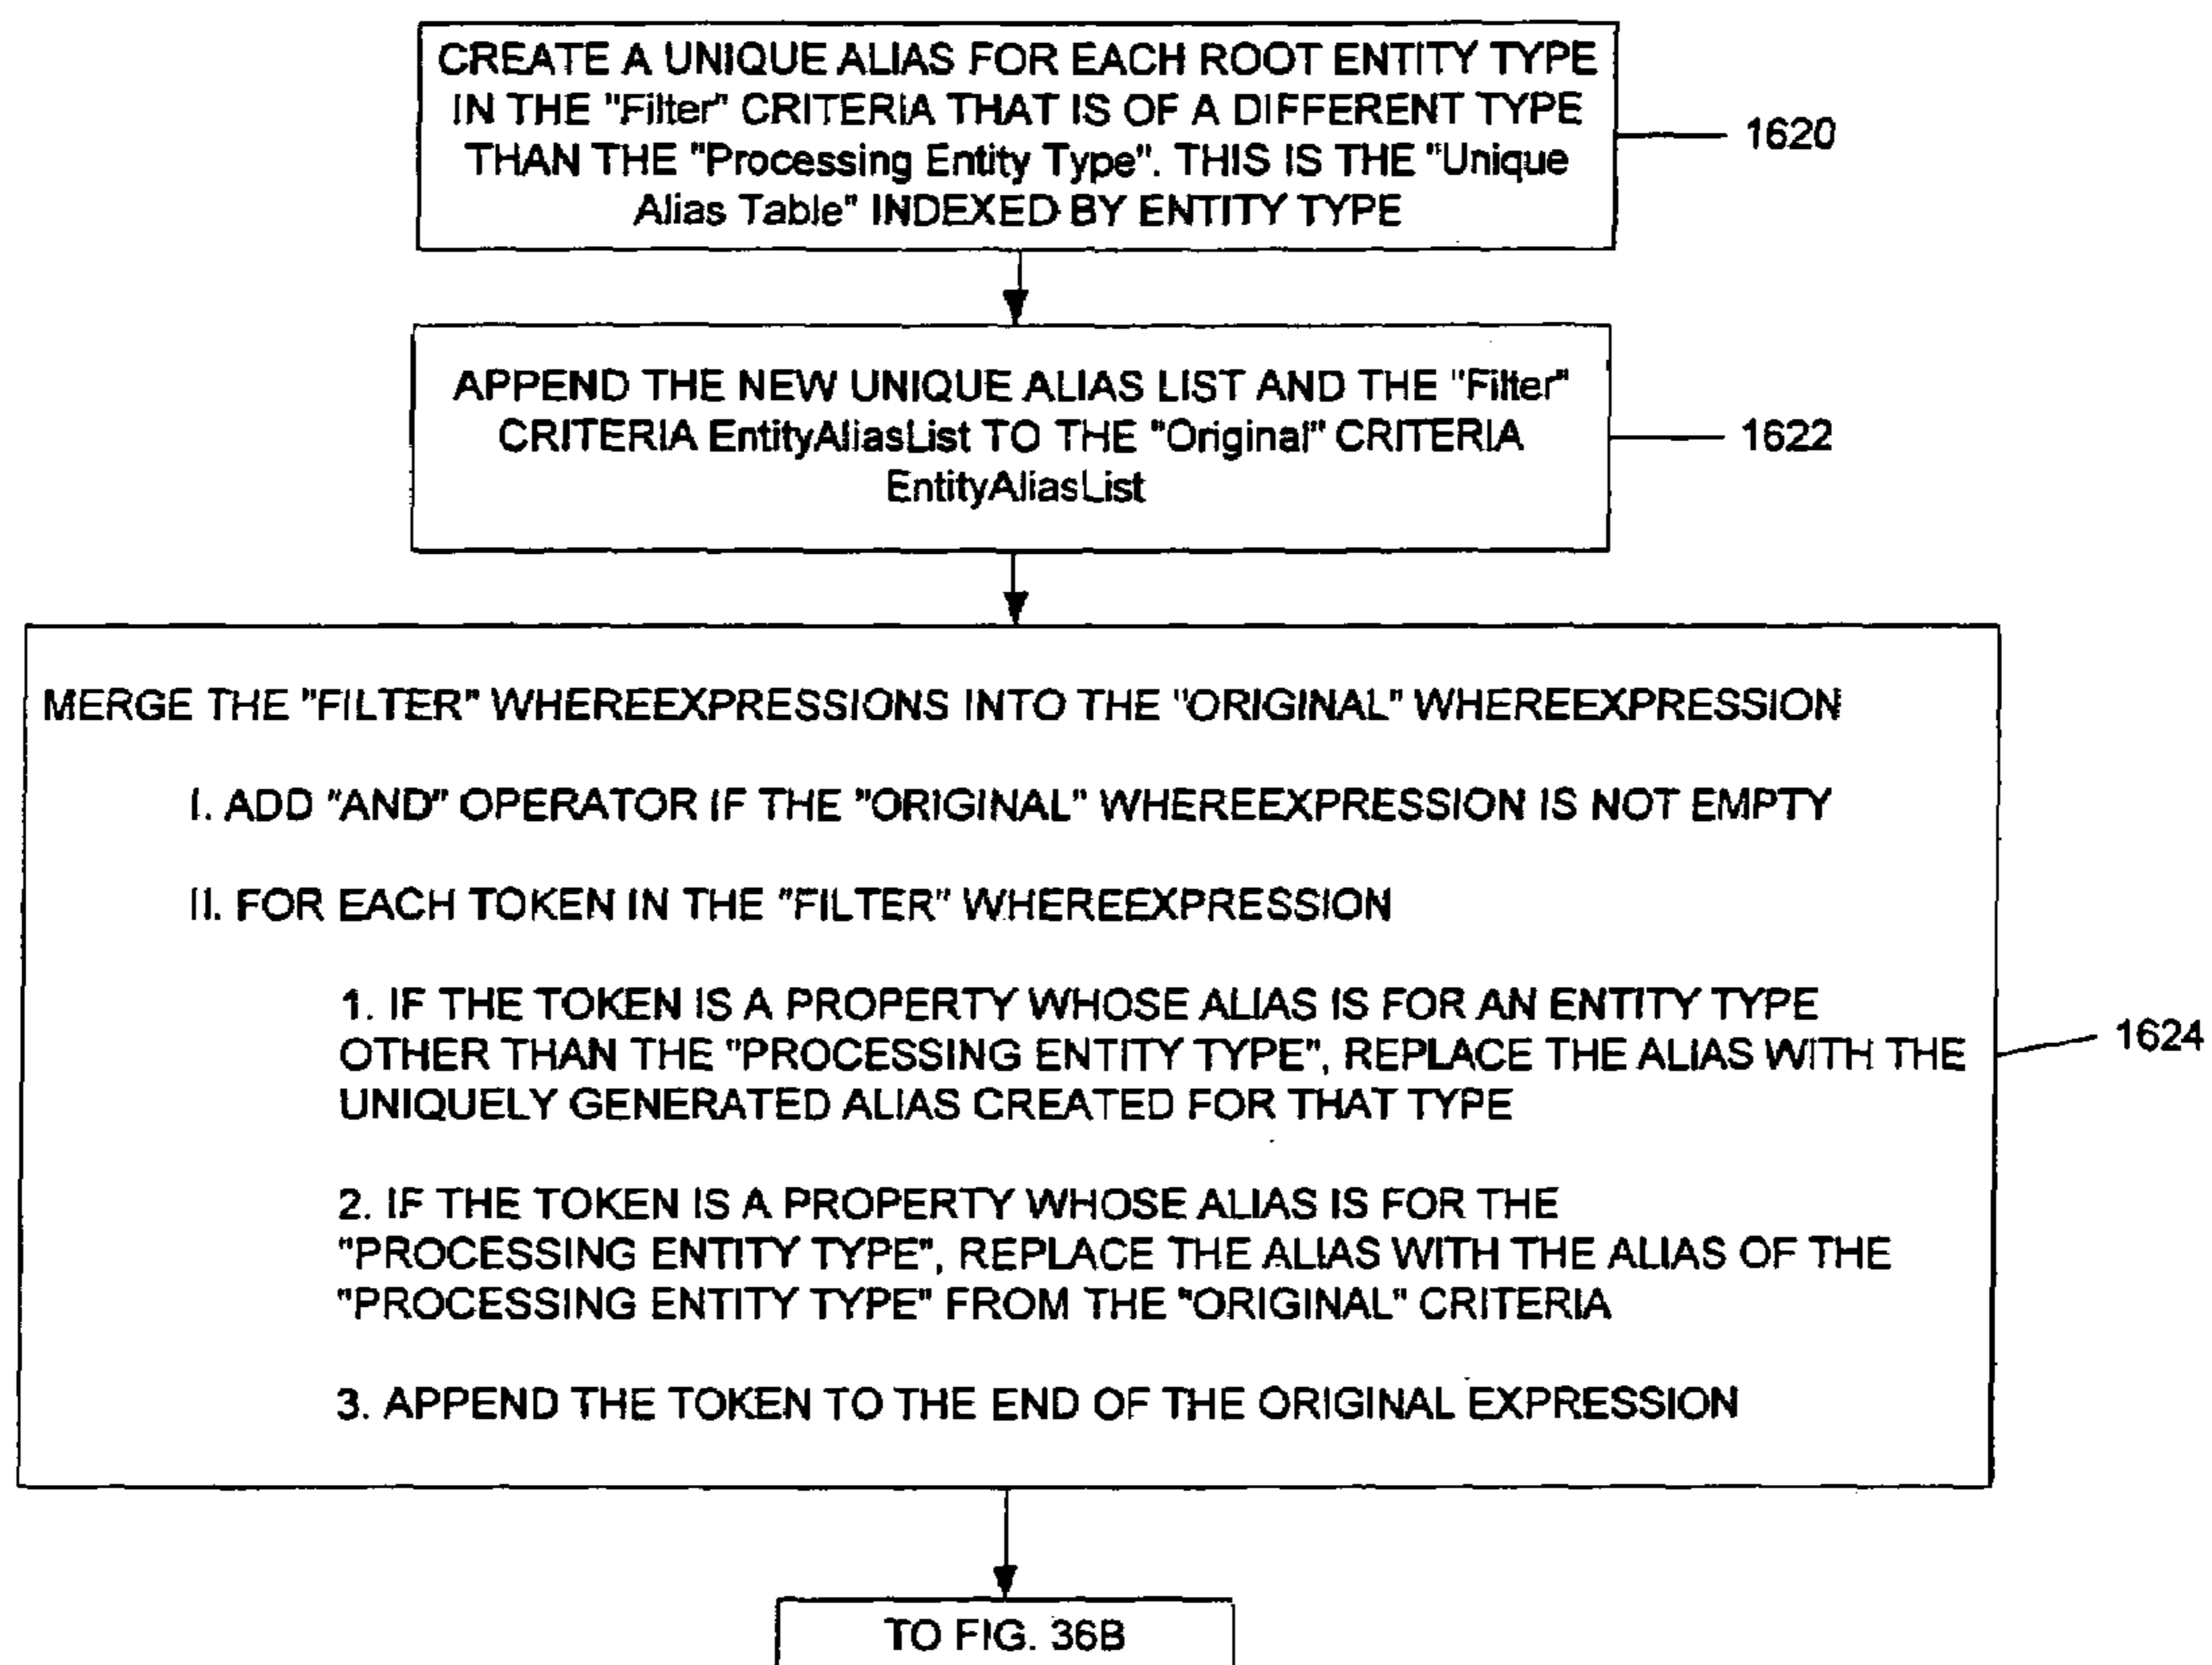 CREATE A UNIQUE ALIAS FOR EACH ROOT ENTITY TYPE
IN THE "Filter" CRITERIA THAT IS OF A DIFFERENT TYPE
THAN THE "Processing Entity Type". THIS IS THE "Unique
Alias Table" INDEXED BY ENTITY TYPE
1620
APPEND THE NEW UNIQUE ALIAS LIST AND THE "Filter"
CRITERIA EntityAliasList TO THE "Original" CRITERIA
EntityAliasList
1622
MERGE THE "FILTER" WHEREEXPRESSIONS INTO THE "ORIGINAL" WHEREEXPRESSION
I. ADD "AND" OPERATOR IF THE "ORIGINAL" WHEREEXPRESSION IS NOT EMPTY
II. FOR EACH TOKEN IN THE "FILTER" WHEREEXPRESSION
1. IF THE TOKEN IS A PROPERTY WHOSE ALIAS IS FOR AN ENTITY TYPE
OTHER THAN THE "PROCESSING ENTITY TYPE", REPLACE THE ALIAS WITH THE
UNIQUELY GENERATED ALIAS CREATED FOR THAT TYPE
1624
2. IF THE TOKEN IS A PROPERTY WHOSE ALIAS IS FOR THE
"PROCESSING ENTITY TYPE", REPLACE THE ALIAS WITH THE ALIAS OF THE
"PROCESSING ENTITY TYPE" FROM THE "ORIGINAL" CRITERIA
3. APPEND THE TOKEN TO THE END OF THE ORIGINAL EXPRESSION
TO FIG. 36B